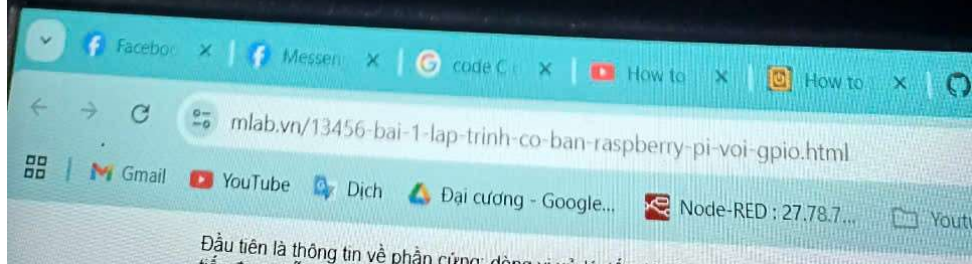 Faceboc Messen code C How to How to
mlab.vn/13456-bai-1-lap-trinh-co-ban-raspberry-pi-voi-gpio.html
Gmail YouTube Dịch Đại cương - Google... Node-RED : 27.78.7... Yout
Đầu tiên là thông tin về phần cứng: dòng